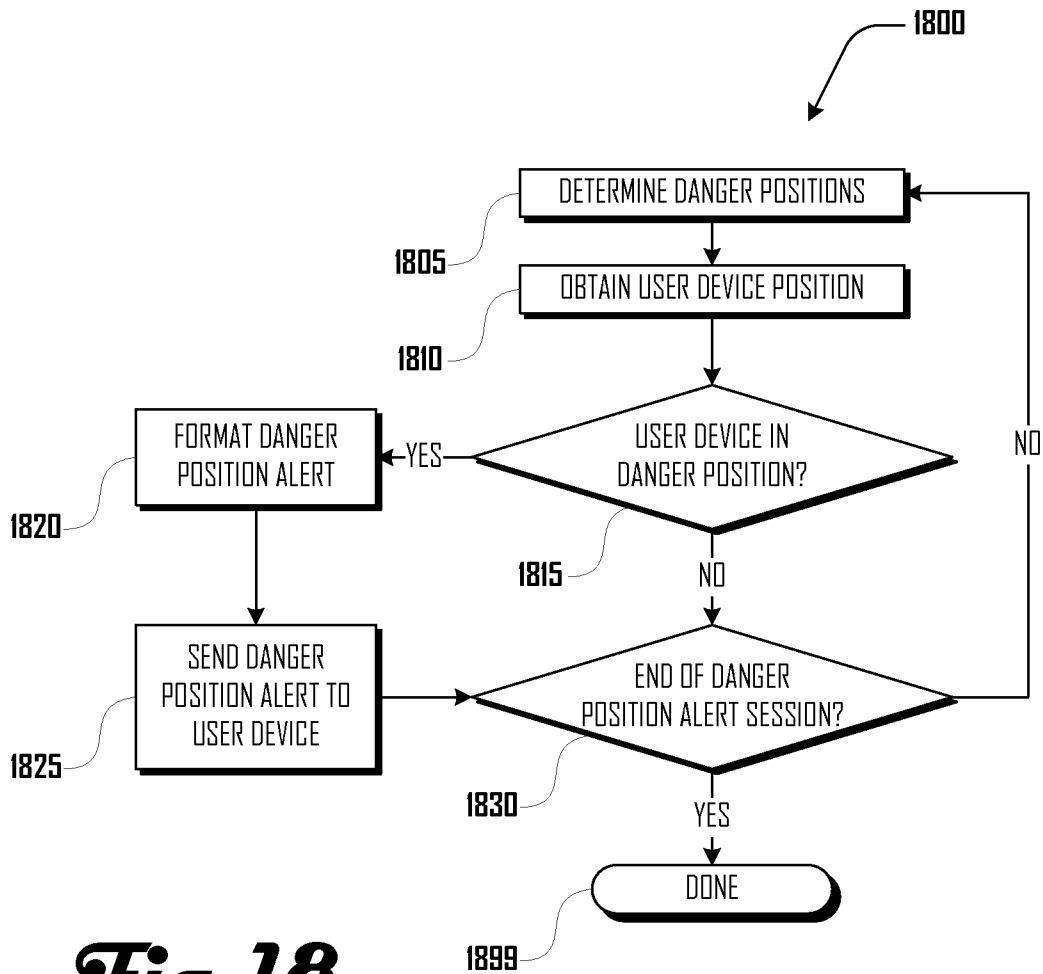 1800
DETERMINE DANGER POSITIONS
1805
OBTAIN USER DEVICE POSITION
1810
USER DEVICE IN
DANGER POSITION?
1815
YES
FORMAT DANGER
POSITION ALERT
1820
NO
NO
SEND DANGER
POSITION ALERT TO
USER DEVICE
1825
END OF DANGER
POSITION ALERT SESSION?
1830
YES
DONE
1899
Fig.18